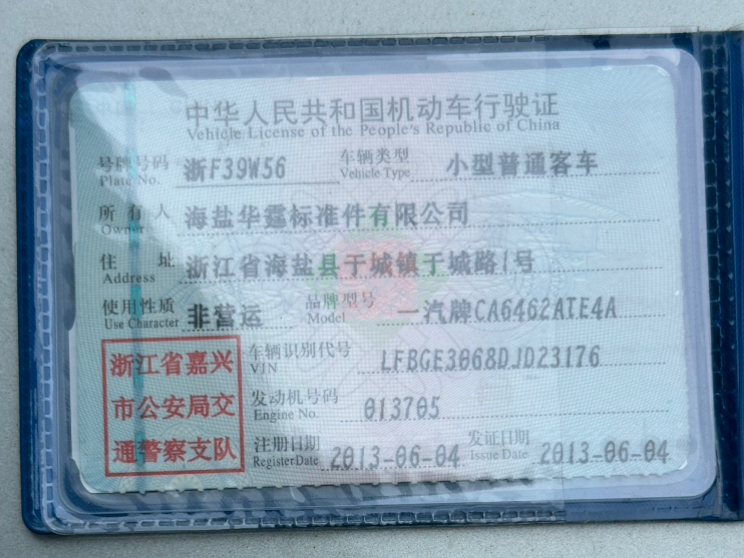 中华人民共和国机动车行驶证
Vehicle License of the People's Republic of China
号牌号码 浙F39W56 车辆类型 小型普通客车
Plate No. Vehicle Type
所有人 海盐华霆标准件有限公司
Owner
住址 浙江省海盐县于城镇于城路1号
Address
使用性质 非营运 品牌型号 一汽牌CA6462ATE4A
Use Character Model
浙江省嘉兴
市公安局交
通警察支队
车辆识别代号 LFBGE3068DJD23176
VIN
发动机号码 013705
Engine No.
注册日期 2013-06-04 发证日期 2013-06-04
Register Date Issue Date